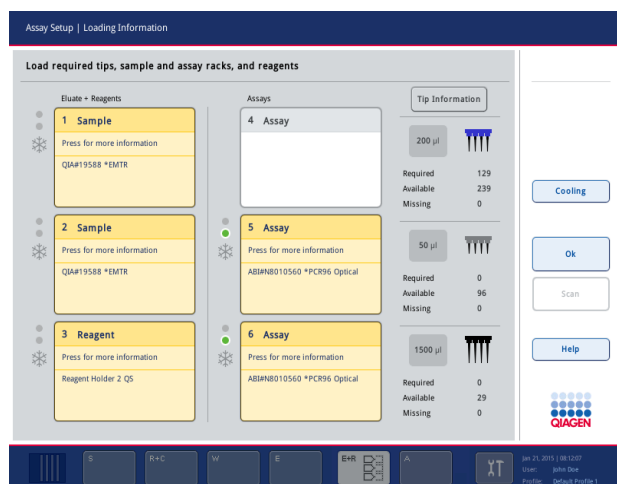 Assay Setup | Loading Information
Load required tips, sample and assay racks, and reagents
Eluate + Reagents
1 Sample
Press for more information
QIA#19588 *EMTR
2 Sample
Press for more information
QIA#19588 *EMTR
3 Reagent
Press for more information
Reagent Holder 2 QS
Assays
4 Assay
5 Assay
Press for more information
ABI#N8010560 *PCR96 Optical
6 Assay
Press for more information
ABI#N8010560 *PCR96 Optical
Tip Information
200 µl
Required 129
Available 239
Missing 0
50 µl
Required 0
Available 96
Missing 0
1500 µl
Required 0
Available 29
Missing 0
Cooling
Ok
Scan
Help
QIAGEN
S R+C W E E+R A
Jan 21, 2015 | 08:12:07
User: John Doe
Profile: Default Profile 1